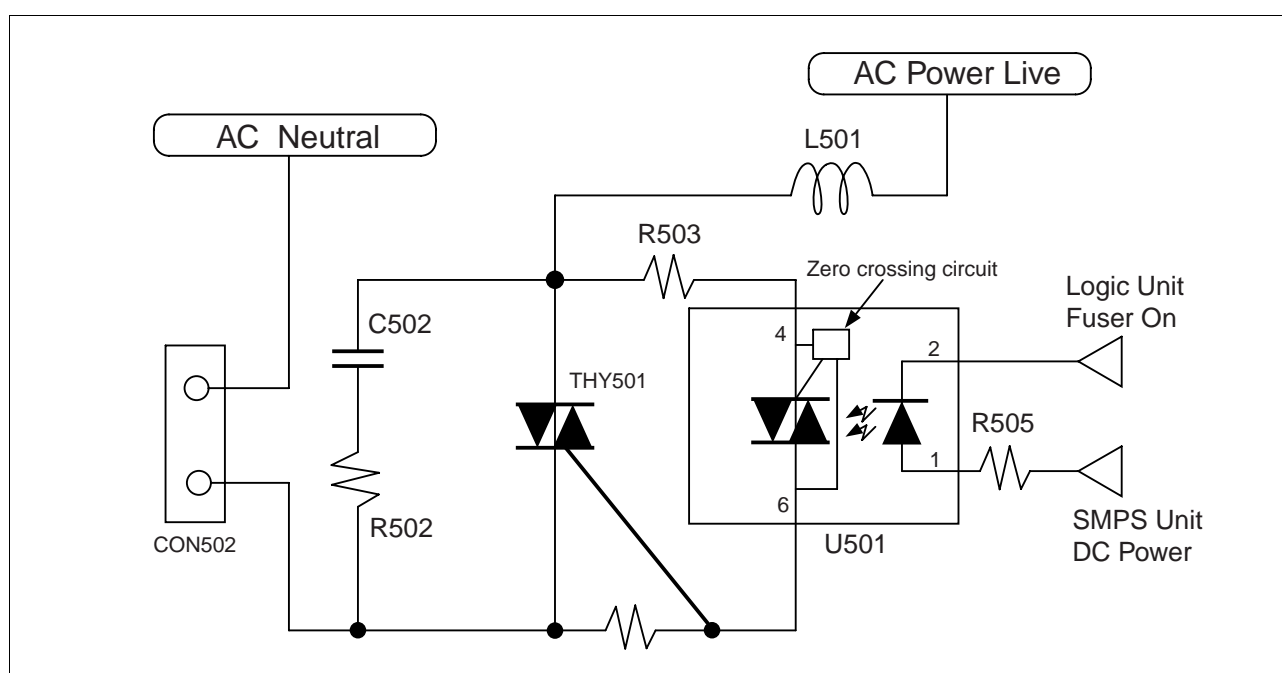 AC Power Live
AC  Neutral
L501
R503
Zero crossing circuit
Logic Unit
Fuser On
C502
4
2
THY501
R505
1
6
R502
CON502
U501
SMPS Unit
DC Power